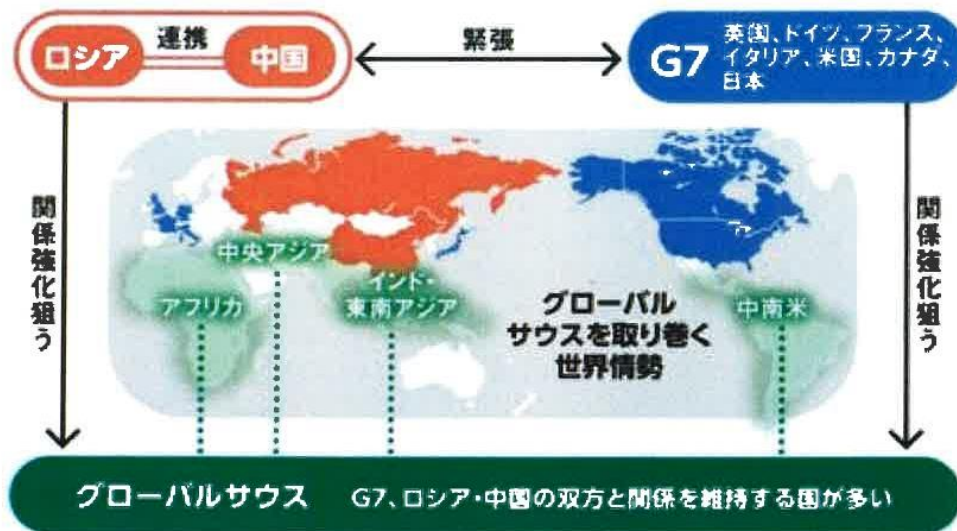 ロシア
連携
中国
緊張
G7
英国、ドイツ、フランス、
イタリア、米国、カナダ、
日本
関係強化狙う
関係強化狙う
中央アジア
アフリカ
インド・
東南アジア
グローバル
サウスを取り巻く
世界情勢
中南米
グローバルサウス G7、ロシア・中国の双方と関係を維持する国が多い